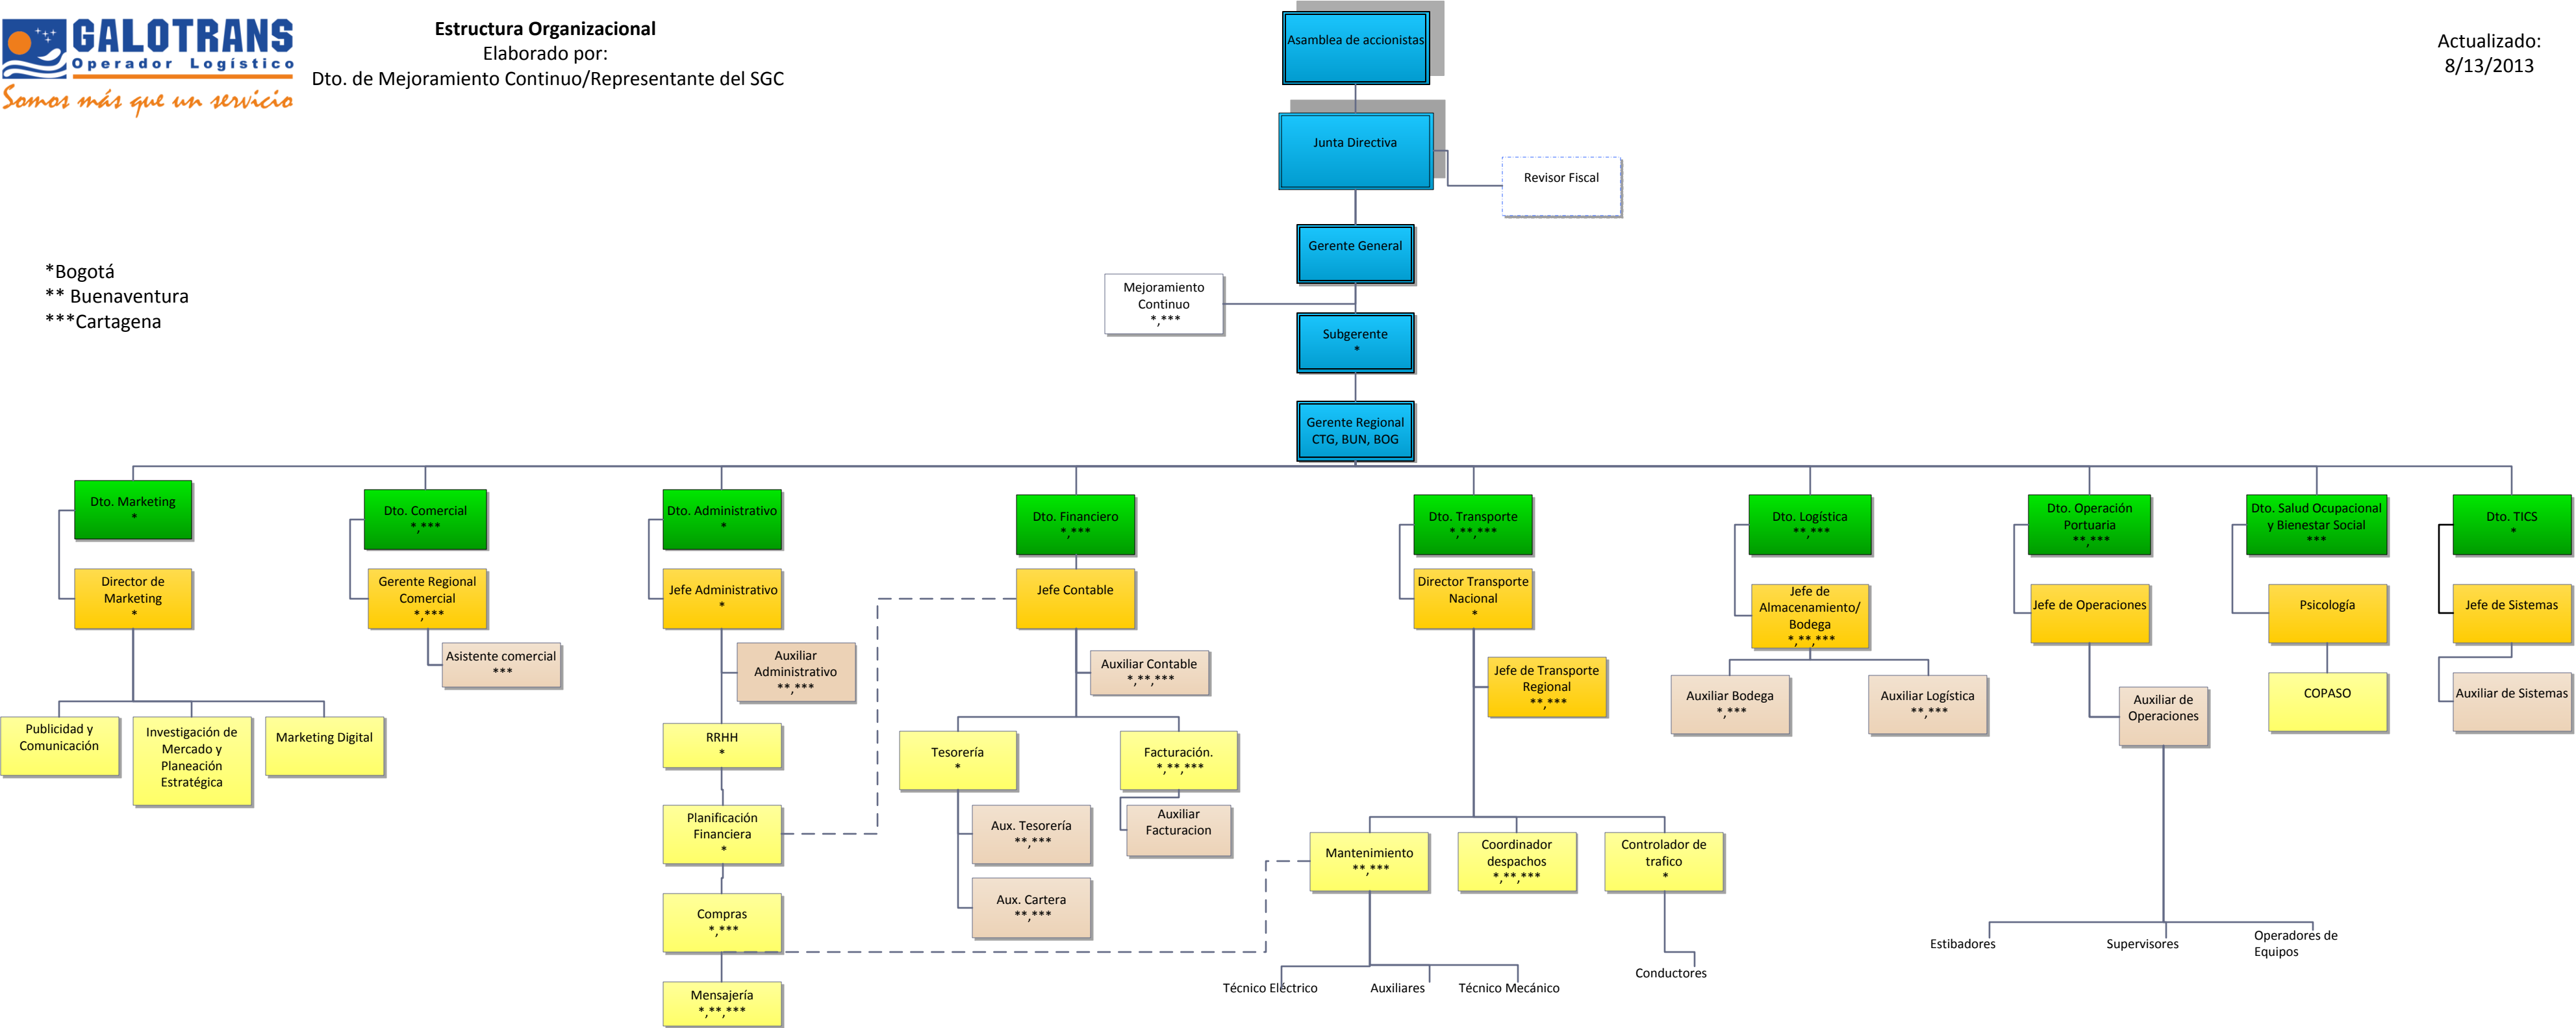 GALOTRANS
Operador Logístico
Somos más que un servicio
Estructura Organizacional
Elaborado por:
Dto. de Mejoramiento Continuo/Representante del SGC
Actualizado:
8/13/2013
*Bogotá
** Buenaventura
***Cartagena
Asamblea de accionistas
Junta Directiva
Revisor Fiscal
Gerente General
Mejoramiento
Continuo
*,***
Subgerente
*
Gerente Regional
CTG, BUN, BOG
Dto. Marketing
*
Director de
Marketing
*
Publicidad y
Comunicación
Investigación de
Mercado y
Planeación
Estratégica
Marketing Digital
Dto. Comercial
*,***
Gerente Regional
Comercial
*,***
Asistente comercial
***
Dto. Administrativo
*
Jefe Administrativo
*
Auxiliar
Administrativo
**,***
RRHH
*
Planificación
Financiera
*
Compras
*,***
Mensajería
*,**,***
Dto. Financiero
*,***
Jefe Contable
Auxiliar Contable
*,**,***
Tesorería
*
Aux. Tesorería
**,***
Aux. Cartera
**,***
Facturación.
*,**,***
Auxiliar
Facturacion
Dto. Transporte
*,**,***
Director Transporte
Nacional
*
Jefe de Transporte
Regional
**,***
Mantenimiento
**,***
Técnico Eléctrico
Auxiliares
Técnico Mecánico
Coordinador
despachos
*,**,***
Controlador de
trafico
*
Conductores
Dto. Logística
**,***
Jefe de
Almacenamiento/
Bodega
*,**,***
Auxiliar Bodega
*,***
Auxiliar Logística
**,***
Dto. Operación
Portuaria
**,***
Jefe de Operaciones
Auxiliar de
Operaciones
Estibadores
Supervisores
Operadores de
Equipos
Dto. Salud Ocupacional
y Bienestar Social
***
Psicología
COPASO
Dto. TICS
*
Jefe de Sistemas
Auxiliar de Sistemas